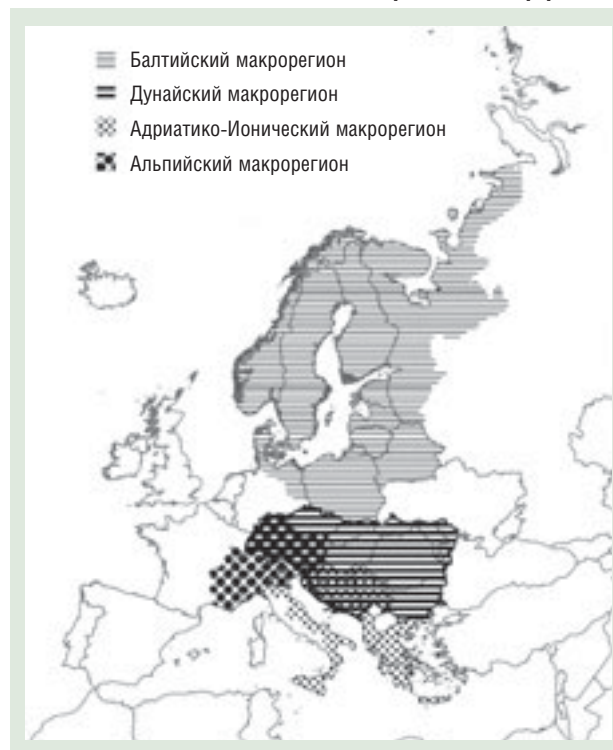 Балтийский макрорегион
Дунайский макрорегион
Адриатико-Ионический макрорегион
Альпийский макрорегион